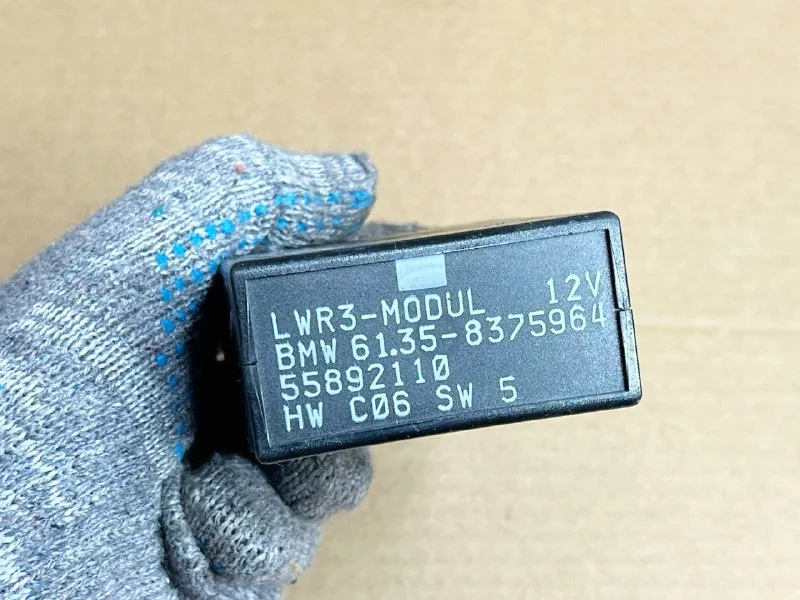 LWR3-MODUL 12V
BMW 61.35-8375964
55892110
HW C06 SW 5